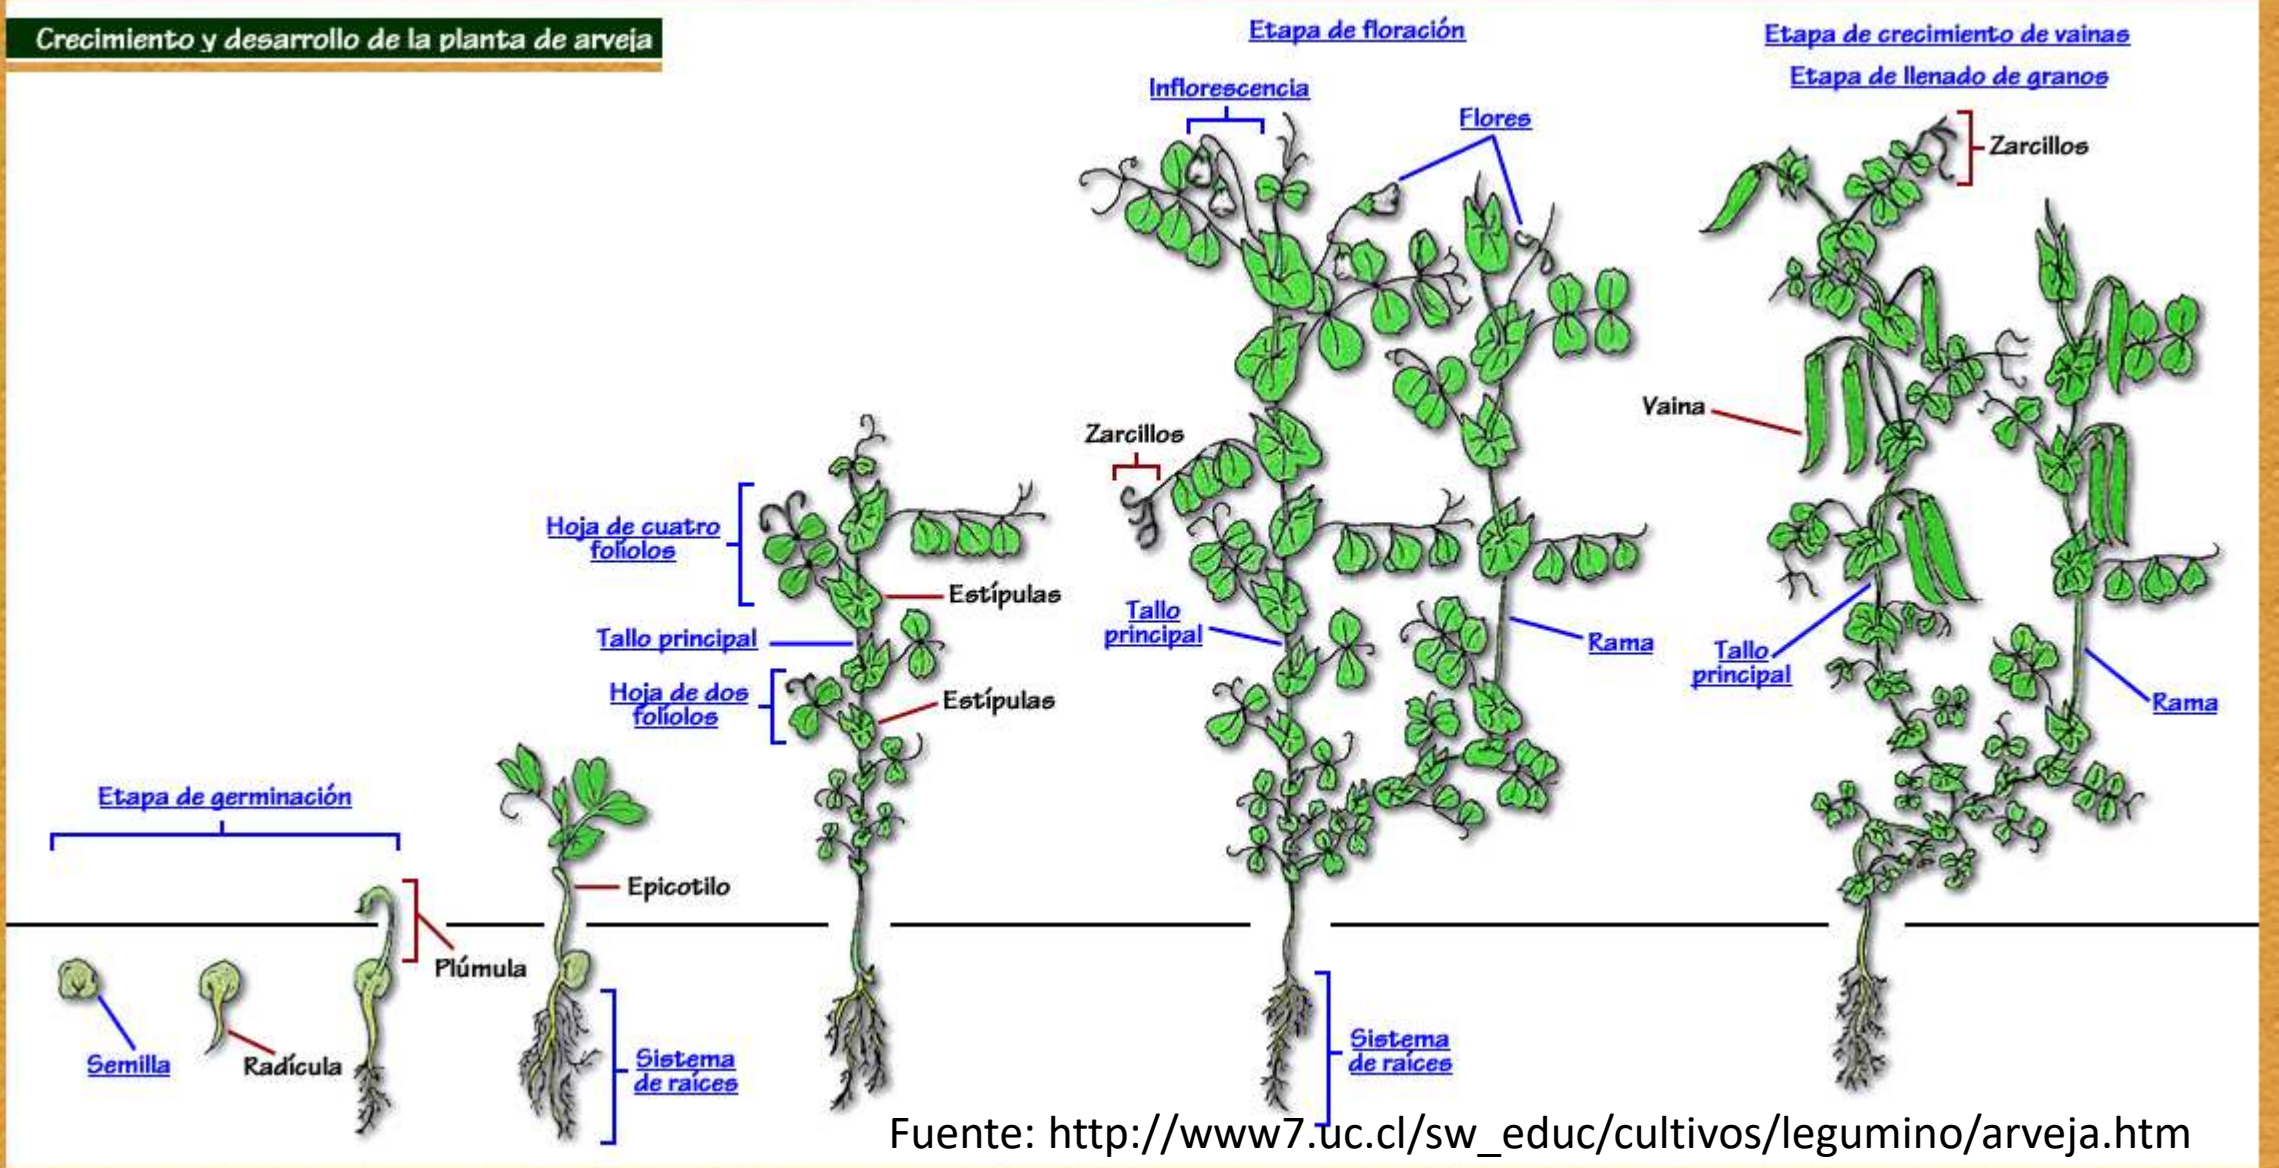 Crecimiento y desarrollo de la planta de arveja
Etapa de germinación
Semilla
Radícula
Plúmula
Epicotilo
Sistema
de raíces
Hoja de cuatro
folíolos
Estípulas
Tallo principal
Hoja de dos
folíolos
Estípulas
Etapa de floración
Inflorescencia
Flores
Zarcillos
Tallo
principal
Rama
Sistema
de raíces
Etapa de crecimiento de vainas
Etapa de llenado de granos
Zarcillos
Vaina
Tallo
principal
Rama
Fuente: http://www7.uc.cl/sw_educ/cultivos/legumino/arveja.htm